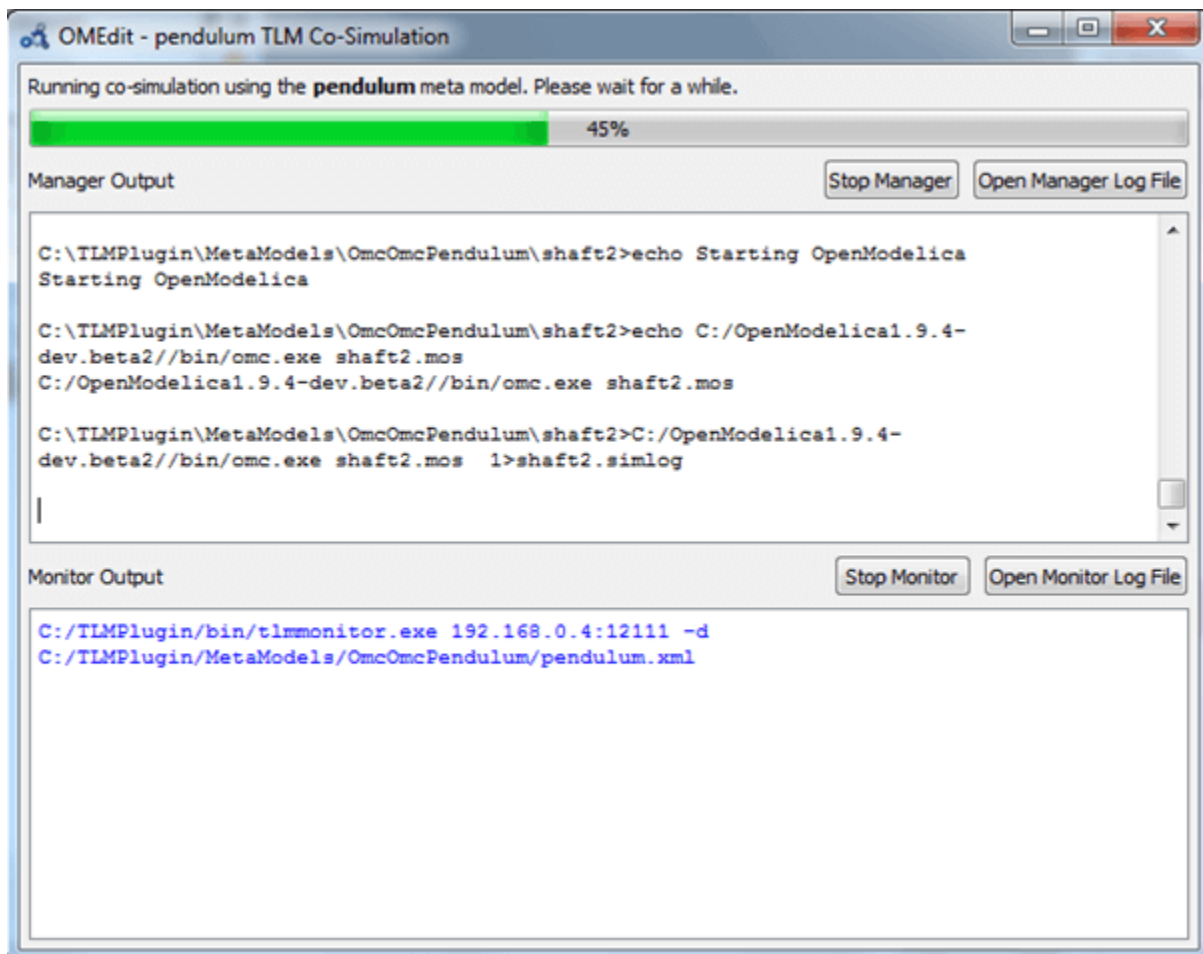 OMEdit - pendulum TLM Co-Simulation
Running co-simulation using the pendulum meta model. Please wait for a while.
45%
Manager Output
Stop Manager
Open Manager Log File
C:\TLMPlugin\MetaModels\OmcOmcPendulum\shaft2>echo Starting OpenModelica
Starting OpenModelica
C:\TLMPlugin\MetaModels\OmcOmcPendulum\shaft2>echo C:/OpenModelica1.9.4-
dev.beta2//bin/omc.exe shaft2.mos
C:/OpenModelica1.9.4-dev.beta2//bin/omc.exe shaft2.mos
C:\TLMPlugin\MetaModels\OmcOmcPendulum\shaft2>C:/OpenModelica1.9.4-
dev.beta2//bin/omc.exe shaft2.mos  1>shaft2.simlog
Monitor Output
Stop Monitor
Open Monitor Log File
C:/TLMPlugin/bin/tlmmonitor.exe 192.168.0.4:12111 -d
C:/TLMPlugin/MetaModels/OmcOmcPendulum/pendulum.xml